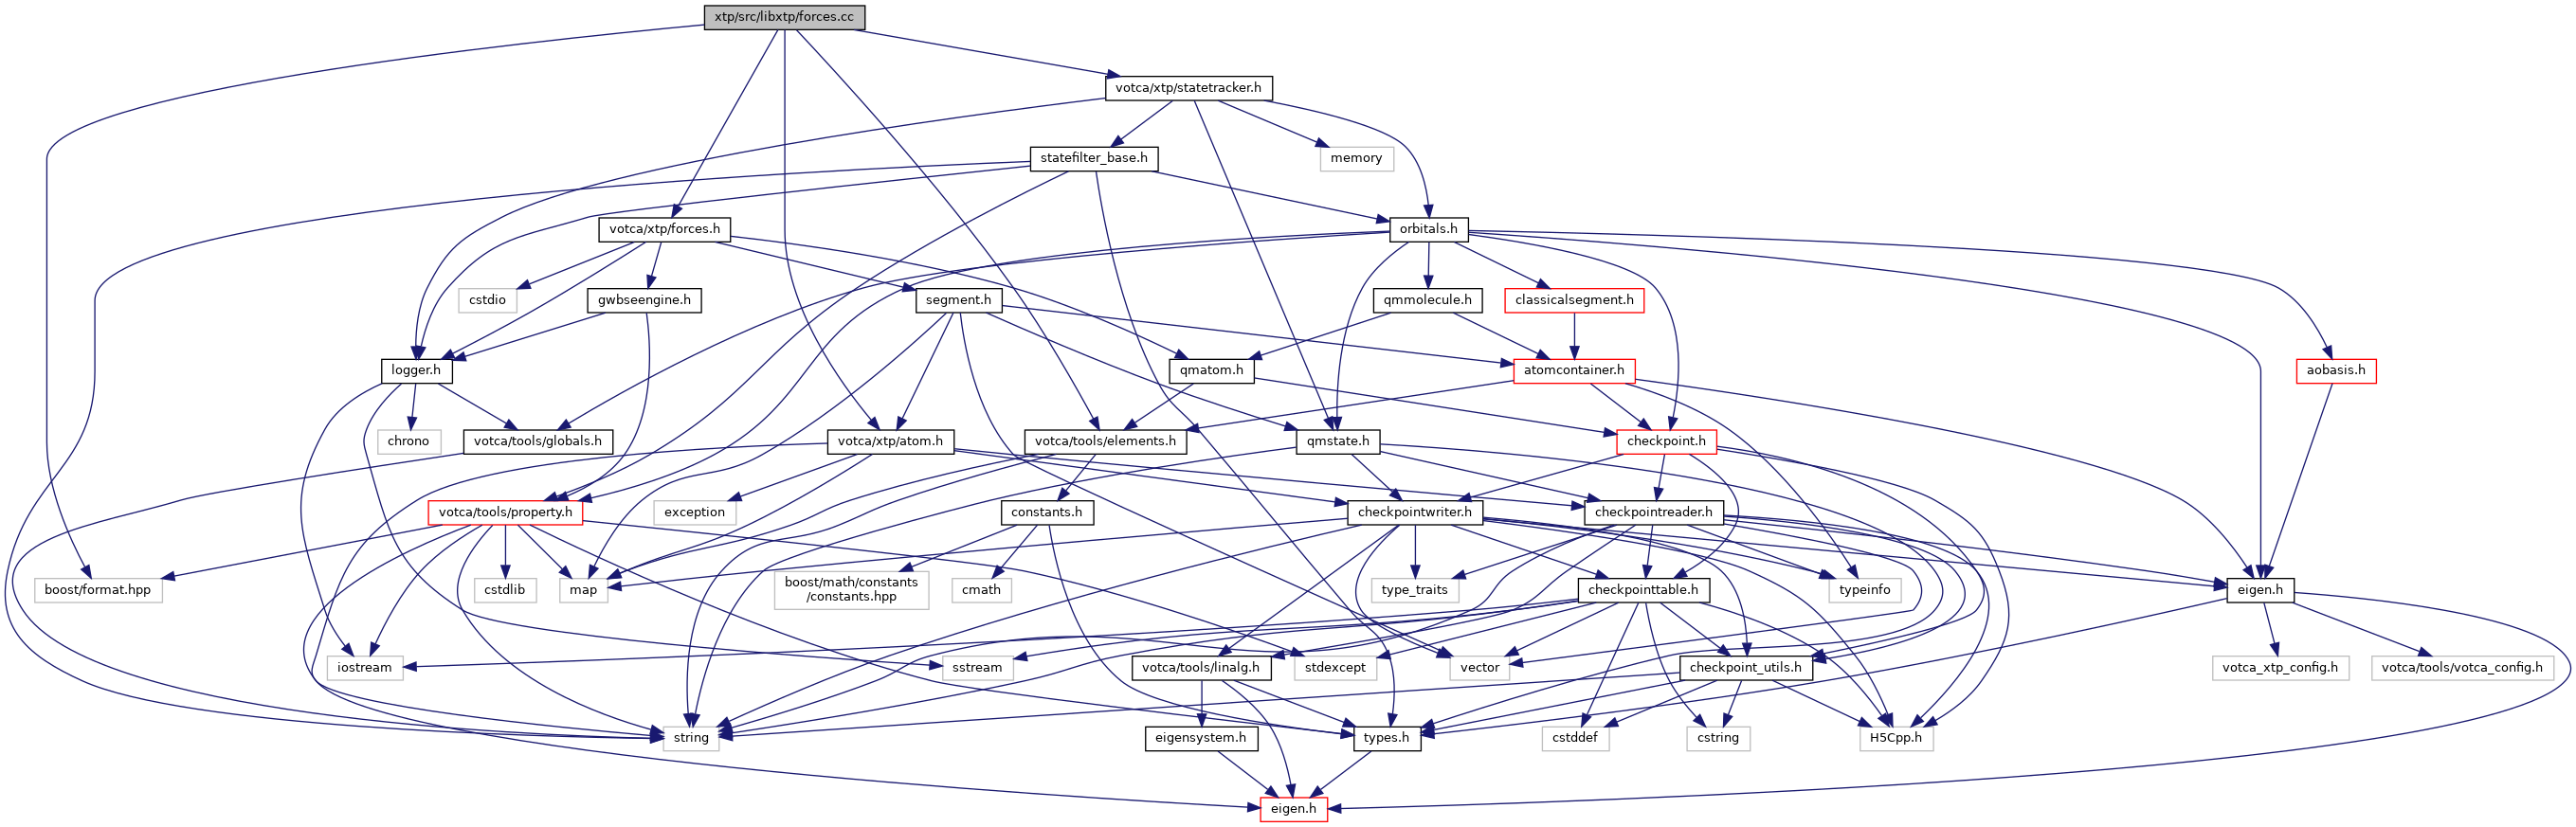 xtp/src/libxtp/forces.cc
votca/xtp/statetracker.h
statefilter_base.h
memory
votca/xtp/forces.h
orbitals.h
cstdio
gwbseengine.h
segment.h
qmmolecule.h
classicalsegment.h
logger.h
qmatom.h
atomcontainer.h
aobasis.h
chrono
votca/tools/globals.h
votca/xtp/atom.h
votca/tools/elements.h
qmstate.h
checkpoint.h
votca/tools/property.h
exception
constants.h
checkpointwriter.h
checkpointreader.h
boost/format.hpp
cstdlib
map
boost/math/constants
/constants.hpp
cmath
type_traits
checkpointtable.h
typeinfo
eigen.h
iostream
sstream
votca/tools/linalg.h
stdexcept
vector
checkpoint_utils.h
votca_xtp_config.h
votca/tools/votca_config.h
string
eigensystem.h
types.h
cstddef
cstring
H5Cpp.h
eigen.h